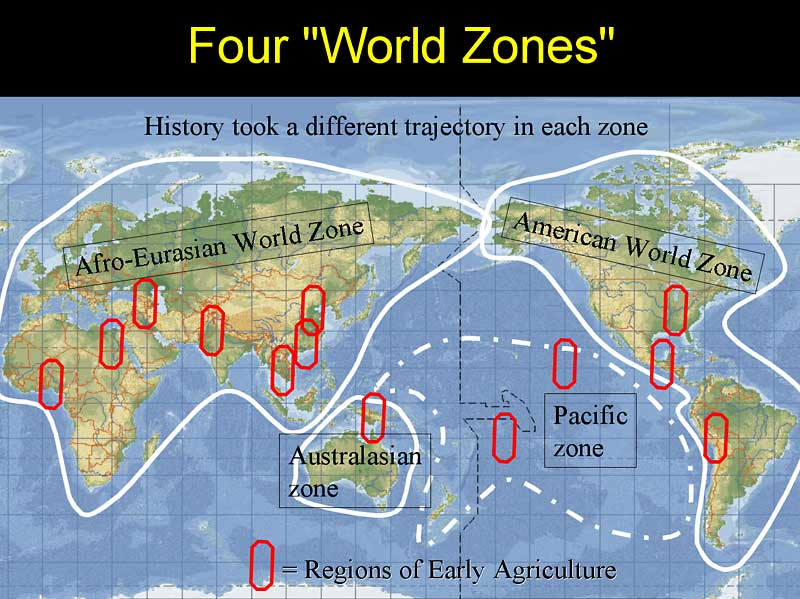 Four "World Zones"
History took a different trajectory in each zone
Afro-Eurasian World Zone
American World Zone
Pacific
zone
Australasian
zone
= Regions of Early Agriculture